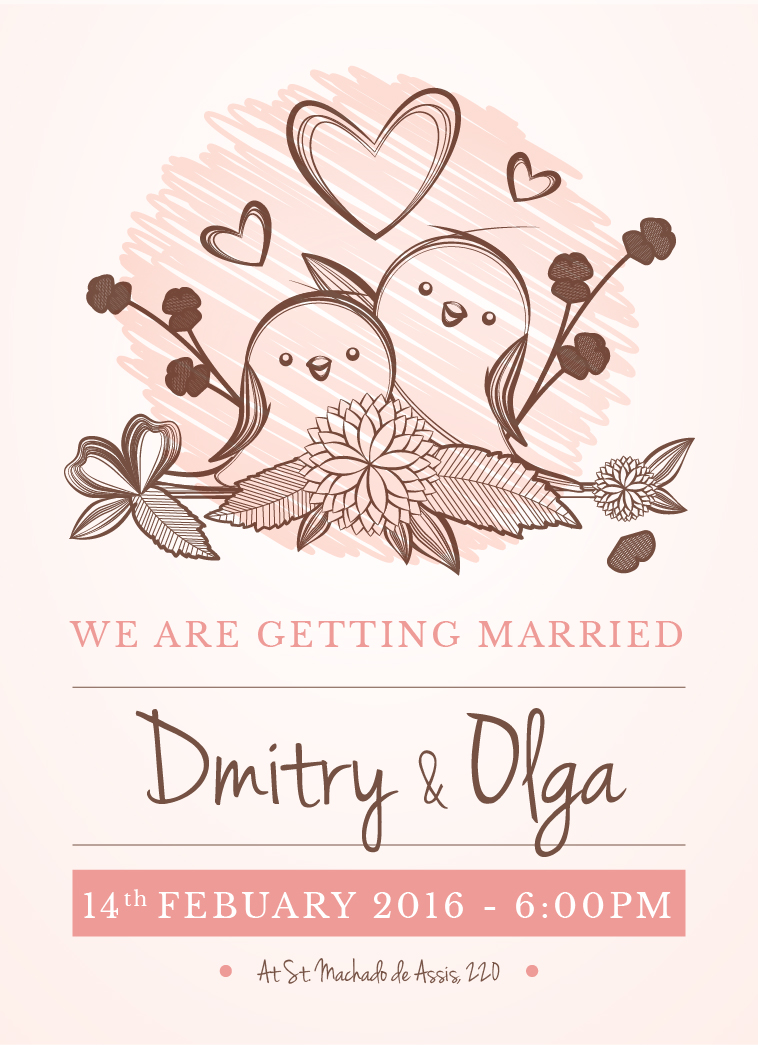 WE ARE GETTING MARRIED
Dmitry & Olga
14th FEBUARY 2016 - 6:00PM
At St. Machado de Assis, 220